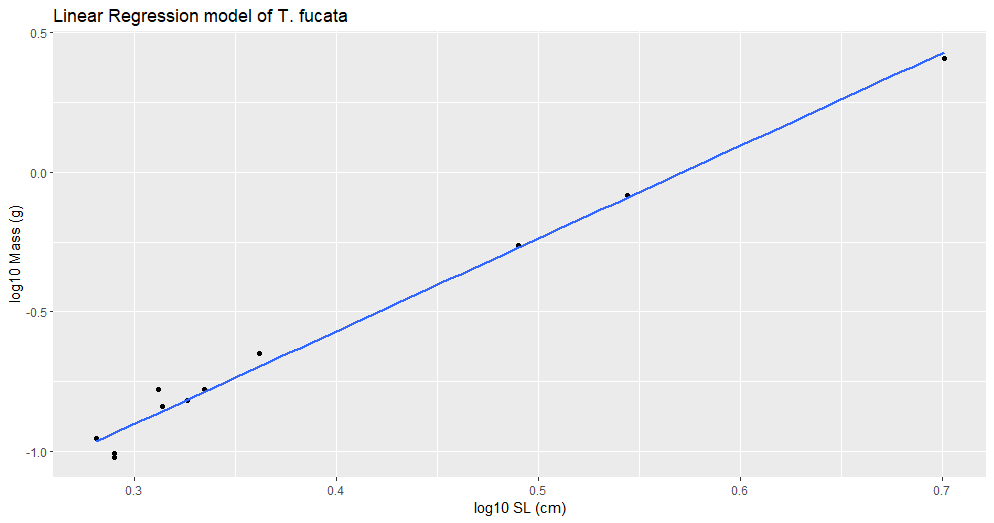 Linear Regression model of T. fucata
0.5
0.0
-0.5
-1.0
log10 Mass (g)
0.3 0.4 0.5 0.6 0.7
log10 SL (cm)